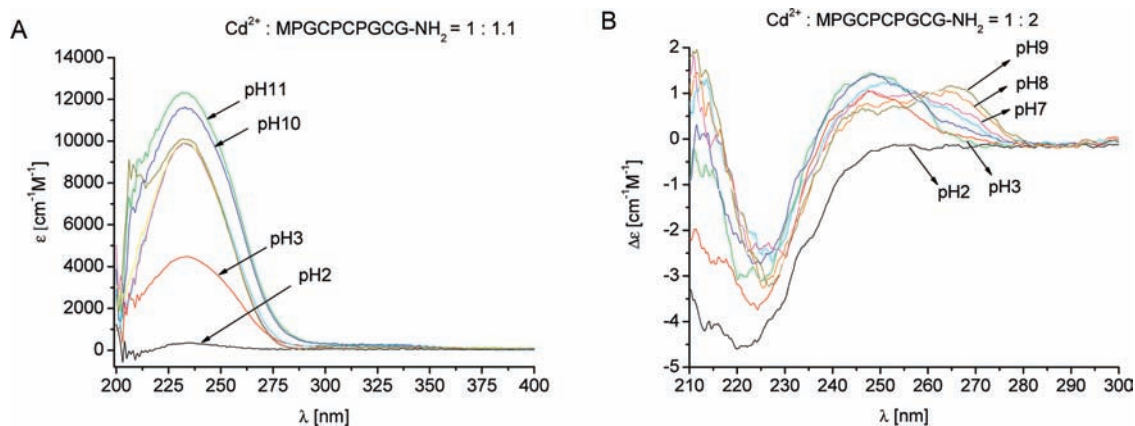 A
Cd²⁺ : MPGCPCPGCG-NH₂ = 1 : 1.1
14000
12000
10000
8000
6000
4000
2000
0
ε [cm⁻¹M⁻¹]
pH11
pH10
pH3
pH2
200 225 250 275 300 325 350 375 400
λ [nm]
B
Cd²⁺ : MPGCPCPGCG-NH₂ = 1 : 2
2
1
0
-1
-2
-3
-4
-5
Δε [cm⁻¹M⁻¹]
pH9
pH8
pH7
pH3
pH2
210 220 230 240 250 260 270 280 290 300
λ [nm]